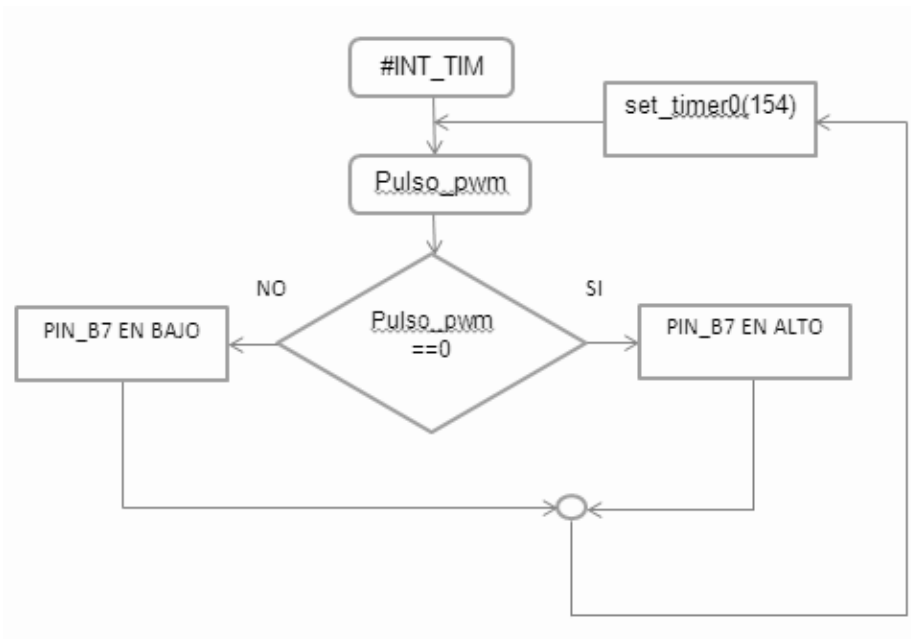 #INT_TIM
set_timer0(154)
Pulso_pwm
NO
SI
PIN_B7 EN BAJO
Pulso_pwm
==0
PIN_B7 EN ALTO